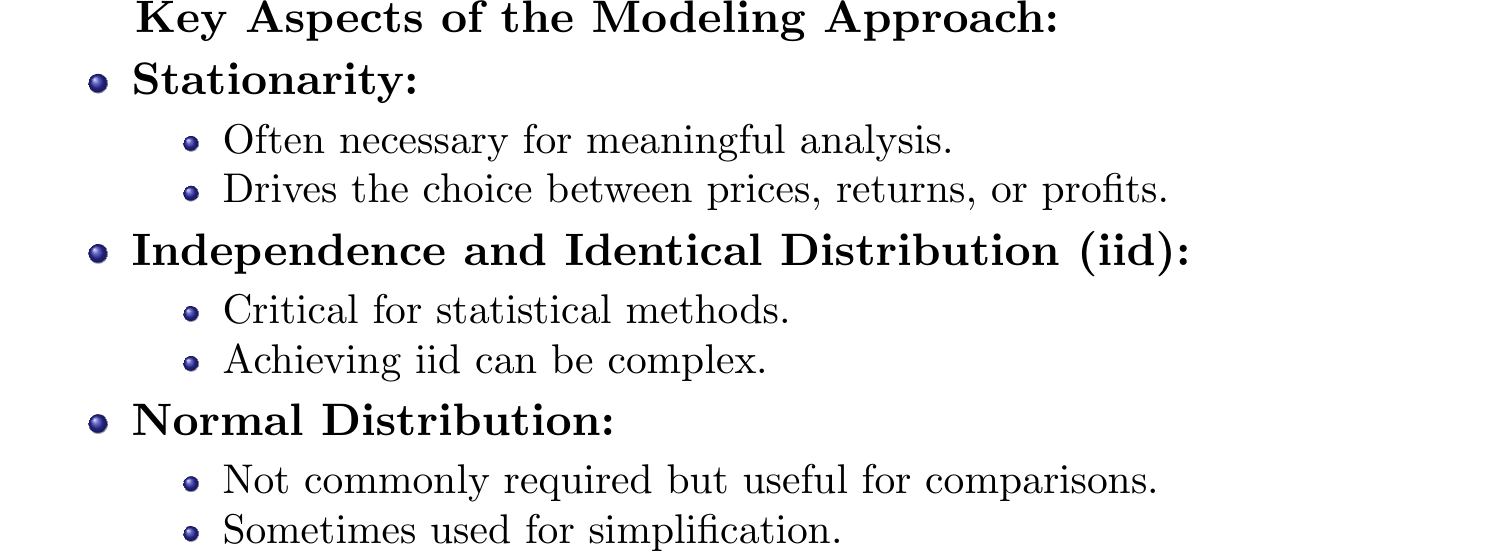 Key Aspects of the Modeling Approach:
Stationarity:
Often necessary for meaningful analysis.
Drives the choice between prices, returns, or profits.
Independence and Identical Distribution (iid):
Critical for statistical methods.
Achieving iid can be complex.
Normal Distribution:
Not commonly required but useful for comparisons.
Sometimes used for simplification.